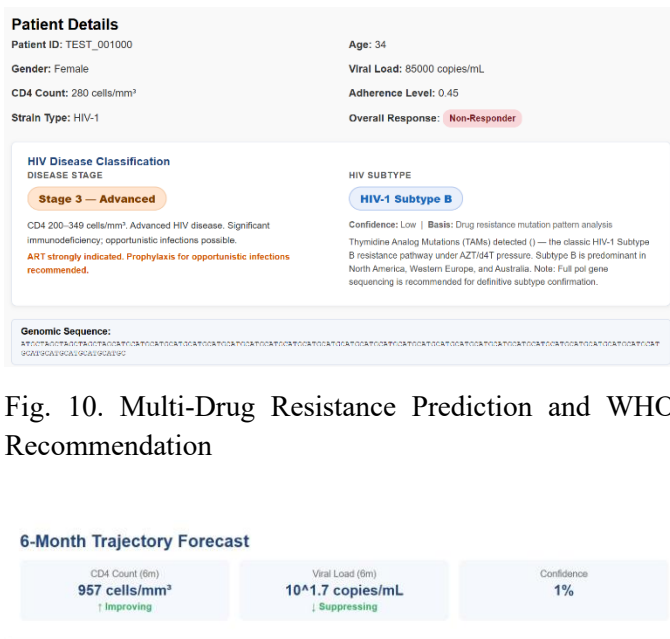 Patient Details
Patient ID: TEST_001000
Age: 34
Gender: Female
Viral Load: 85000 copies/mL
CD4 Count: 280 cells/mm³
Adherence Level: 0.45
Strain Type: HIV-1
Overall Response: Non-Responder
HIV Disease Classification
DISEASE STAGE
Stage 3 — Advanced
CD4 200–349 cells/mm³. Advanced HIV disease. Significant
immunodeficiency; opportunistic infections possible.
ART strongly indicated. Prophylaxis for opportunistic infections
recommended.
HIV SUBTYPE
HIV-1 Subtype B
Confidence: Low | Basis: Drug resistance mutation pattern analysis
Thymidine Analog Mutations (TAMs) detected () — the classic HIV-1 Subtype
B resistance pathway under AZT/d4T pressure. Subtype B is predominant in
North America, Western Europe, and Australia. Note: Full pol gene
sequencing is recommended for definitive subtype confirmation.
Genomic Sequence:
GCATGCATGCATGCATGCATGC
Fig. 10. Multi-Drug Resistance Prediction and WHO
Recommendation
6-Month Trajectory Forecast
CD4 Count (6m)
957 cells/mm³
↑ Improving
Viral Load (6m)
10^1.7 copies/mL
↓ Suppressing
Confidence
1%